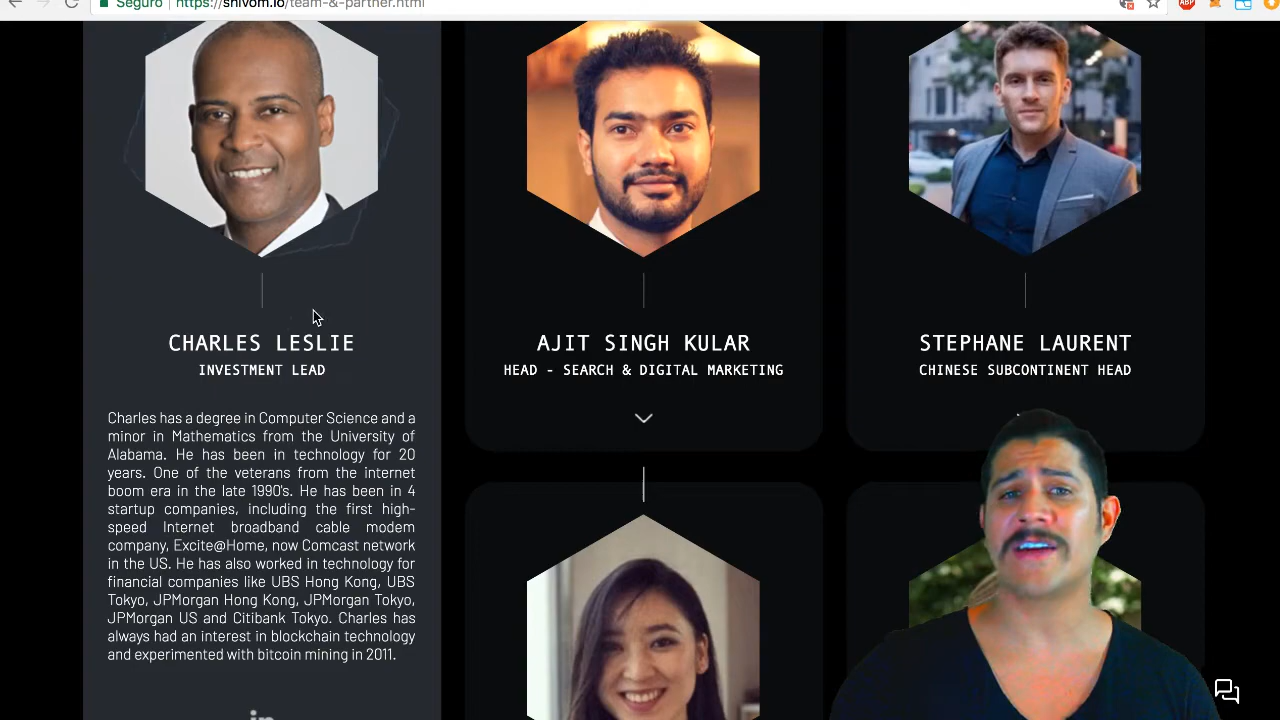 Seguro | https://shivom.io/team-&-partner.html
ABP
CHARLES LESLIE
INVESTMENT LEAD
Charles has a degree in Computer Science and a
minor in Mathematics from the University of
Alabama. He has been in technology for 20
years. One of the veterans from the internet
boom era in the late 1990's. He has been in 4
startup companies, including the first high-
speed Internet broadband cable modem
company, Excite@Home, now Comcast network
in the US. He has also worked in technology for
financial companies like UBS Hong Kong, UBS
Tokyo, JPMorgan Hong Kong, JPMorgan Tokyo,
JPMorgan US and Citibank Tokyo. Charles has
always had an interest in blockchain technology
and experimented with bitcoin mining in 2011.
in
AJIT SINGH KULAR
HEAD - SEARCH & DIGITAL MARKETING
STEPHANE LAURENT
CHINESE SUBCONTINENT HEAD